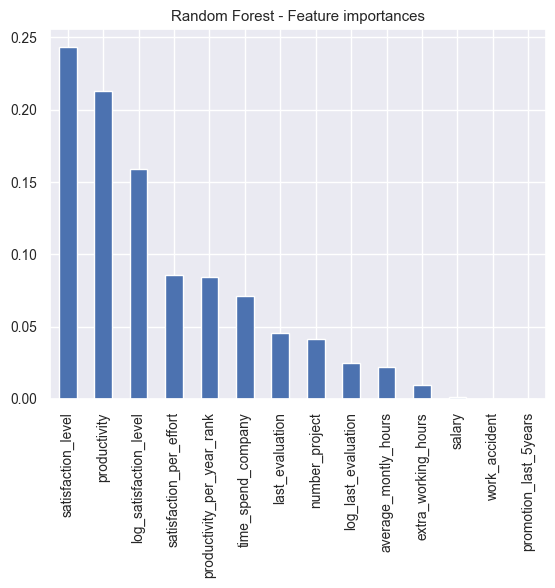 Random Forest - Feature importances
0.25
0.20
0.15
0.10
0.05
0.00
satisfaction_level
productivity
log_satisfaction_level
satisfaction_per_effort
productivity_per_year_rank
time_spend_company
last_evaluation
number_project
log_last_evaluation
average_montly_hours
extra_working_hours
salary
work_accident
promotion_last_5years